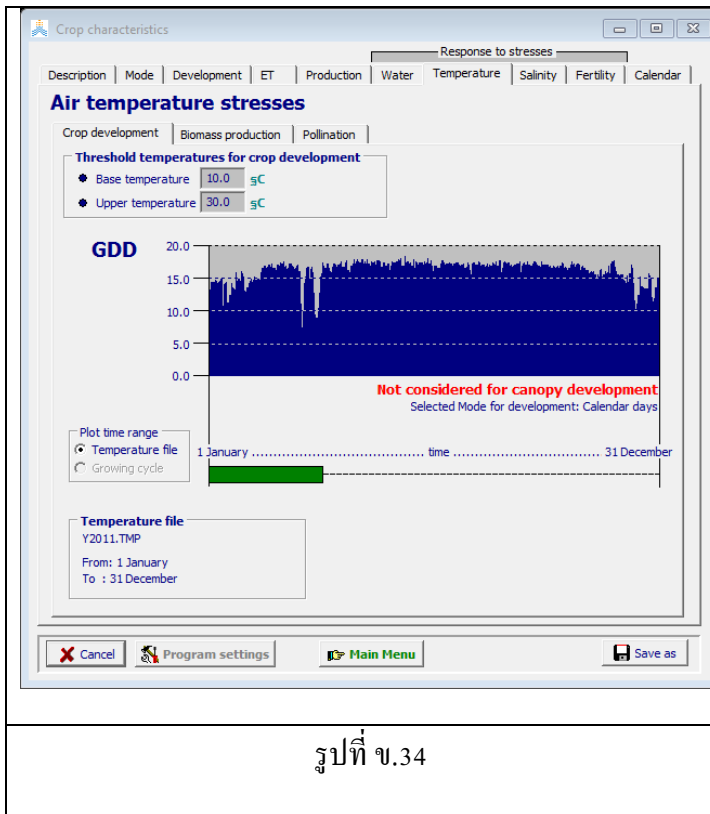 Crop characteristics
Response to stresses
Description Mode Development ET Production Water Temperature Salinity Fertility Calendar
Air temperature stresses
Crop development Biomass production Pollination
Threshold temperatures for crop development
Base temperature 10.0 §C
Upper temperature 30.0 §C
GDD
20.0
15.0
10.0
5.0
0.0
Not considered for canopy development
Selected Mode for development: Calendar days
Plot time range
Temperature file
Growing cycle
1 January ........................................ time .................................. 31 December
Temperature file
Y2011.TMP
From: 1 January
To : 31 December
Cancel Program settings Main Menu Save as
รูปที่ ข.34